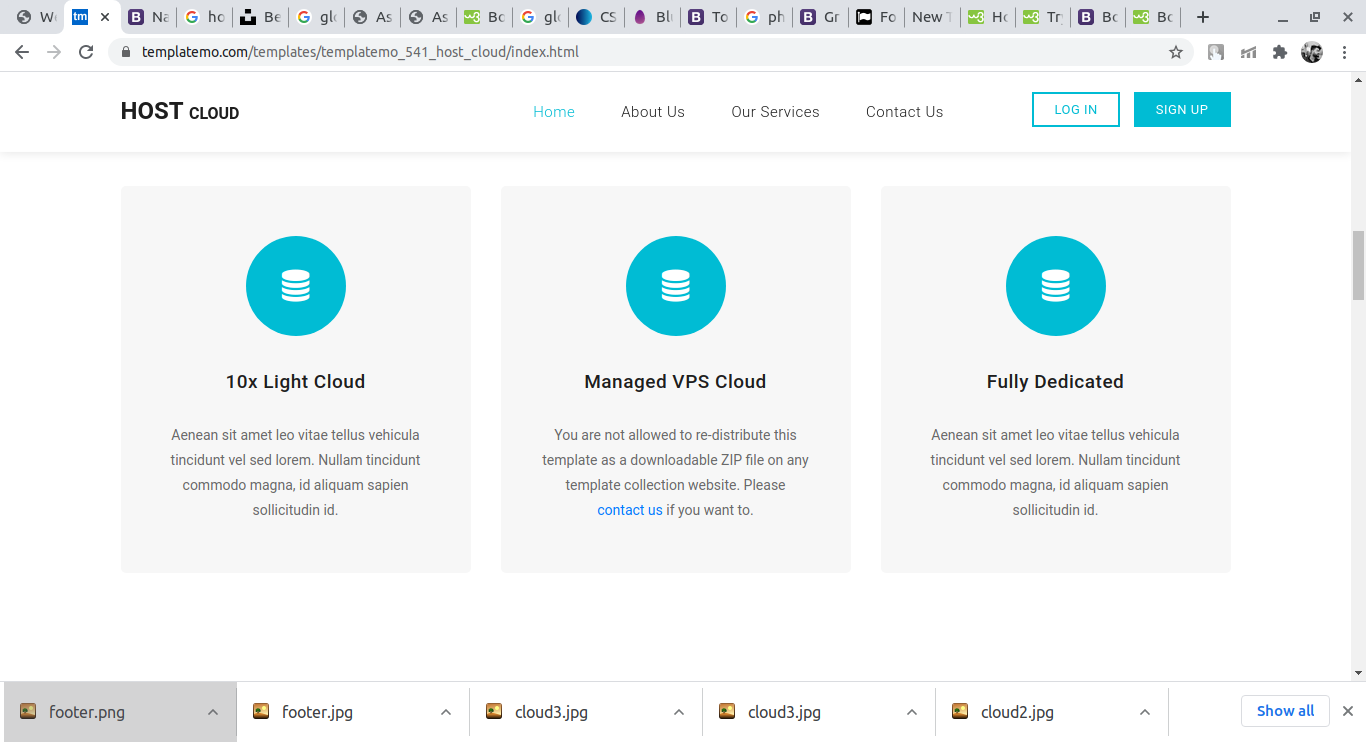 We
tm
Na
ho
Be
glo
As
As
Bo
glo
CS
Blu
To
ph
Gr
Fo
New T
Ho
Try
Bo
Bo
templatemo.com/templates/templatemo_541_host_cloud/index.html
HOST CLOUD
Home
About Us
Our Services
Contact Us
LOG IN
SIGN UP
10x Light Cloud
Aenean sit amet leo vitae tellus vehicula
tincidunt vel sed lorem. Nullam tincidunt
commodo magna, id aliquam sapien
sollicitudin id.
Managed VPS Cloud
You are not allowed to re-distribute this
template as a downloadable ZIP file on any
template collection website. Please
contact us if you want to.
Fully Dedicated
Aenean sit amet leo vitae tellus vehicula
tincidunt vel sed lorem. Nullam tincidunt
commodo magna, id aliquam sapien
sollicitudin id.
footer.png
footer.jpg
cloud3.jpg
cloud3.jpg
cloud2.jpg
Show all